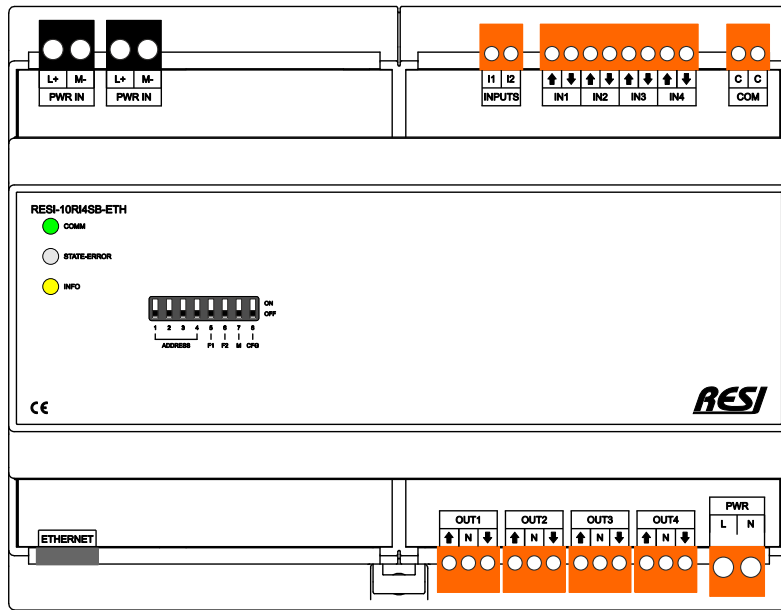 L+ M- L+ M-
PWR IN PWR IN
I1 I2
INPUTS IN1 IN2 IN3 IN4
C C
COM
RESI-10RI4SB-ETH
COMM
STATE-ERROR
INFO
ON
OFF
1 2 3 4 5 6 7 8
ADDRESS F1 F2 M CFG
CE
RESI
ETHERNET
OUT1 OUT2 OUT3 OUT4
N N N N
PWR
L N